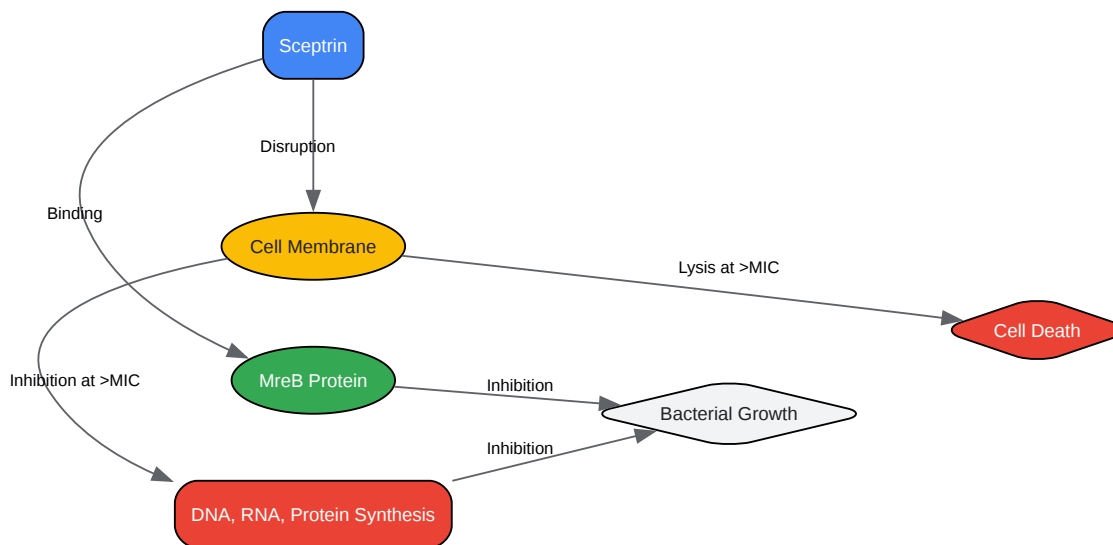 Sceptrin
Disruption
Binding
Cell Membrane
Lysis at >MIC
Cell Death
MreB Protein
Inhibition at >MIC
Inhibition
Bacterial Growth
Inhibition
DNA, RNA, Protein Synthesis